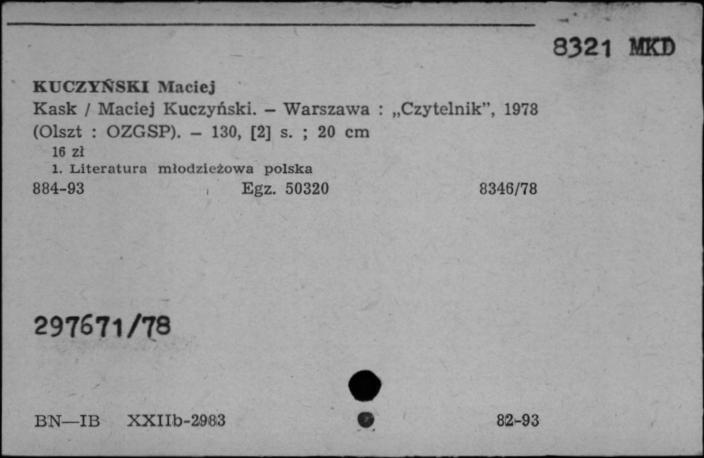 8321 MKD
KUCZYŃSKI Maciej
Kask / Maciej Kuczyński. – Warszawa : „Czytelnik”, 1978
(Olszt : OZGSP). – 130, [2] s. ; 20 cm
16 zł
1. Literatura młodzieżowa polska
884-93 Egz. 50320 8346/78
297671/78
BN—IB XXIIb-2983 82-93